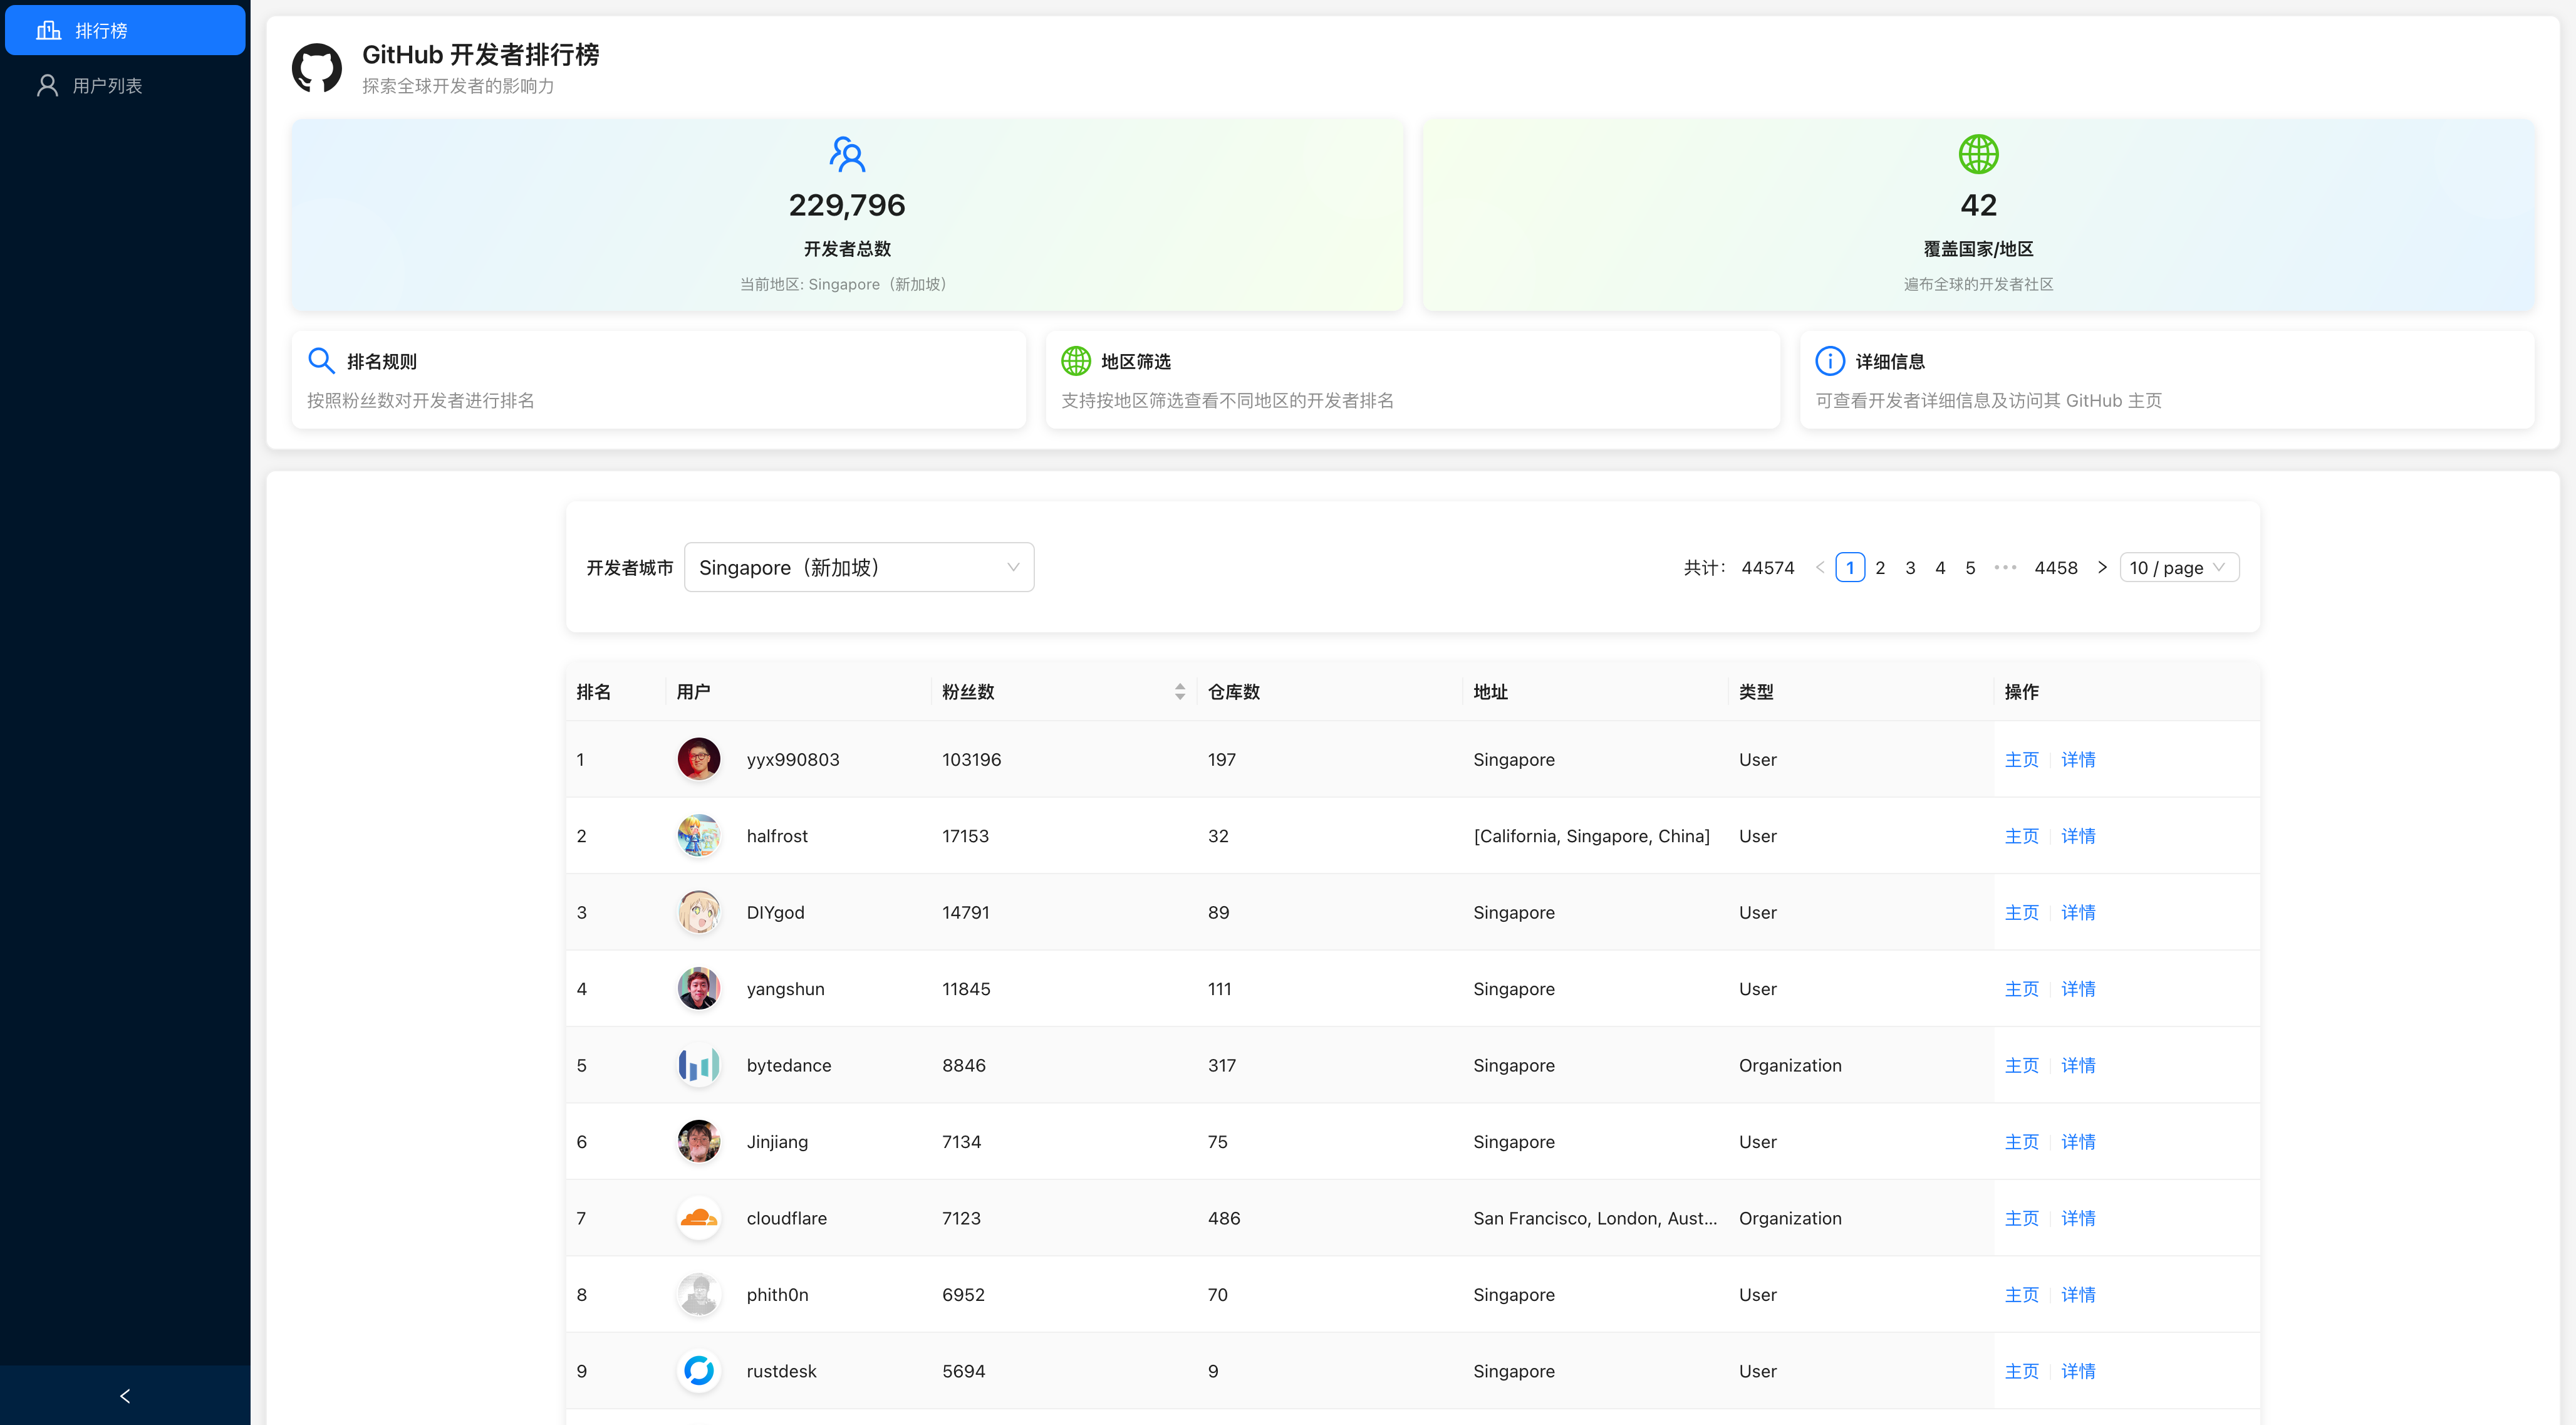 排行榜
用户列表
GitHub 开发者排行榜
探索全球开发者的影响力
229,796
开发者总数
当前地区: Singapore（新加坡）
42
覆盖国家/地区
遍布全球的开发者社区
排名规则
按照粉丝数对开发者进行排名
地区筛选
支持按地区筛选查看不同地区的开发者排名
详细信息
可查看开发者详细信息及访问其 GitHub 主页
开发者城市 Singapore（新加坡） 共计： 44574 < 1 2 3 4 5 ••• 4458 > 10 / page
排名 用户 粉丝数 仓库数 地址 类型 操作
1 yyx990803 103196 197 Singapore User 主页 详情
2 halfrost 17153 32 [California, Singapore, China] User 主页 详情
3 DIYgod 14791 89 Singapore User 主页 详情
4 yangshun 11845 111 Singapore User 主页 详情
5 bytedance 8846 317 Singapore Organization 主页 详情
6 Jinjiang 7134 75 Singapore User 主页 详情
7 cloudflare 7123 486 San Francisco, London, Aust... Organization 主页 详情
8 phith0n 6952 70 Singapore User 主页 详情
9 rustdesk 5694 9 Singapore User 主页 详情